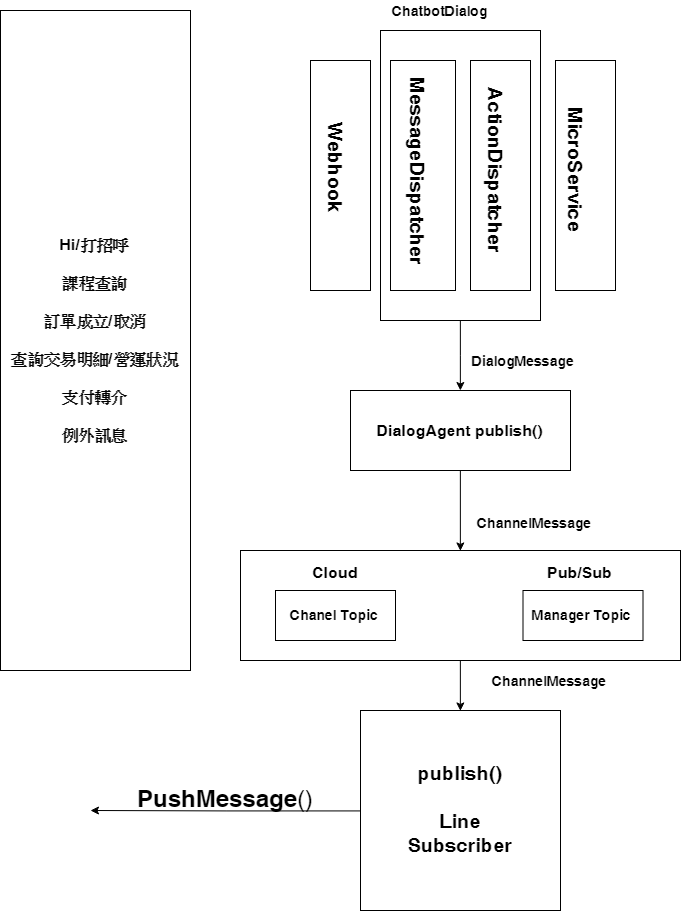 ChatbotDialog
Webhook
MessageDispatcher
ActionDispatcher
MicroService
Hi/打招呼
課程查詢
訂單成立/取消
查詢交易明細/營運狀況
支付轉介
例外訊息
DialogMessage
DialogAgent publish()
ChannelMessage
Cloud
Pub/Sub
Chanel Topic
Manager Topic
ChannelMessage
publish()
Line
Subscriber
PushMessage()